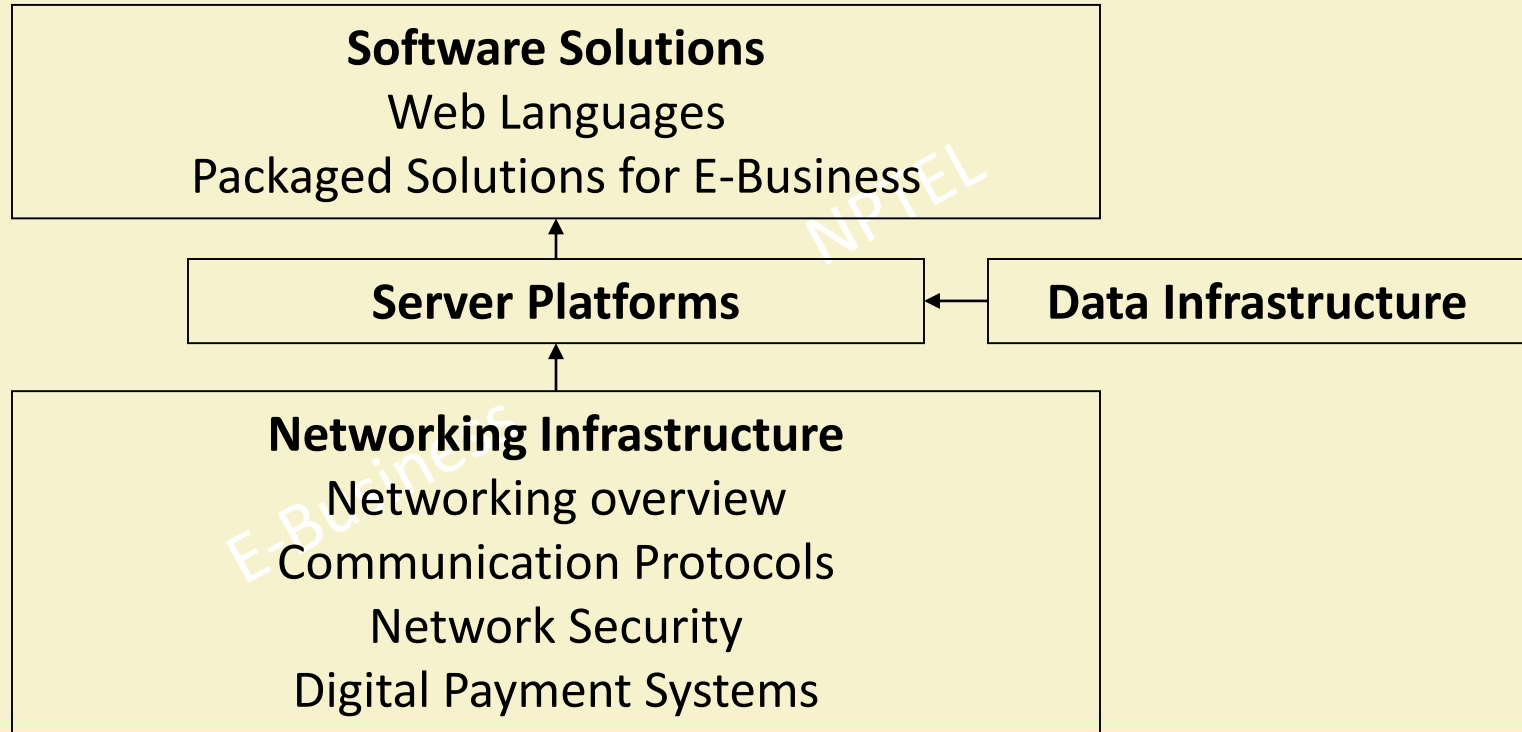 Software Solutions
Web Languages
Packaged Solutions for E-Business
NPTEL
Server Platforms
Data Infrastructure
Networking Infrastructure
Networking overview
E-Business
Communication Protocols
Network Security
Digital Payment Systems